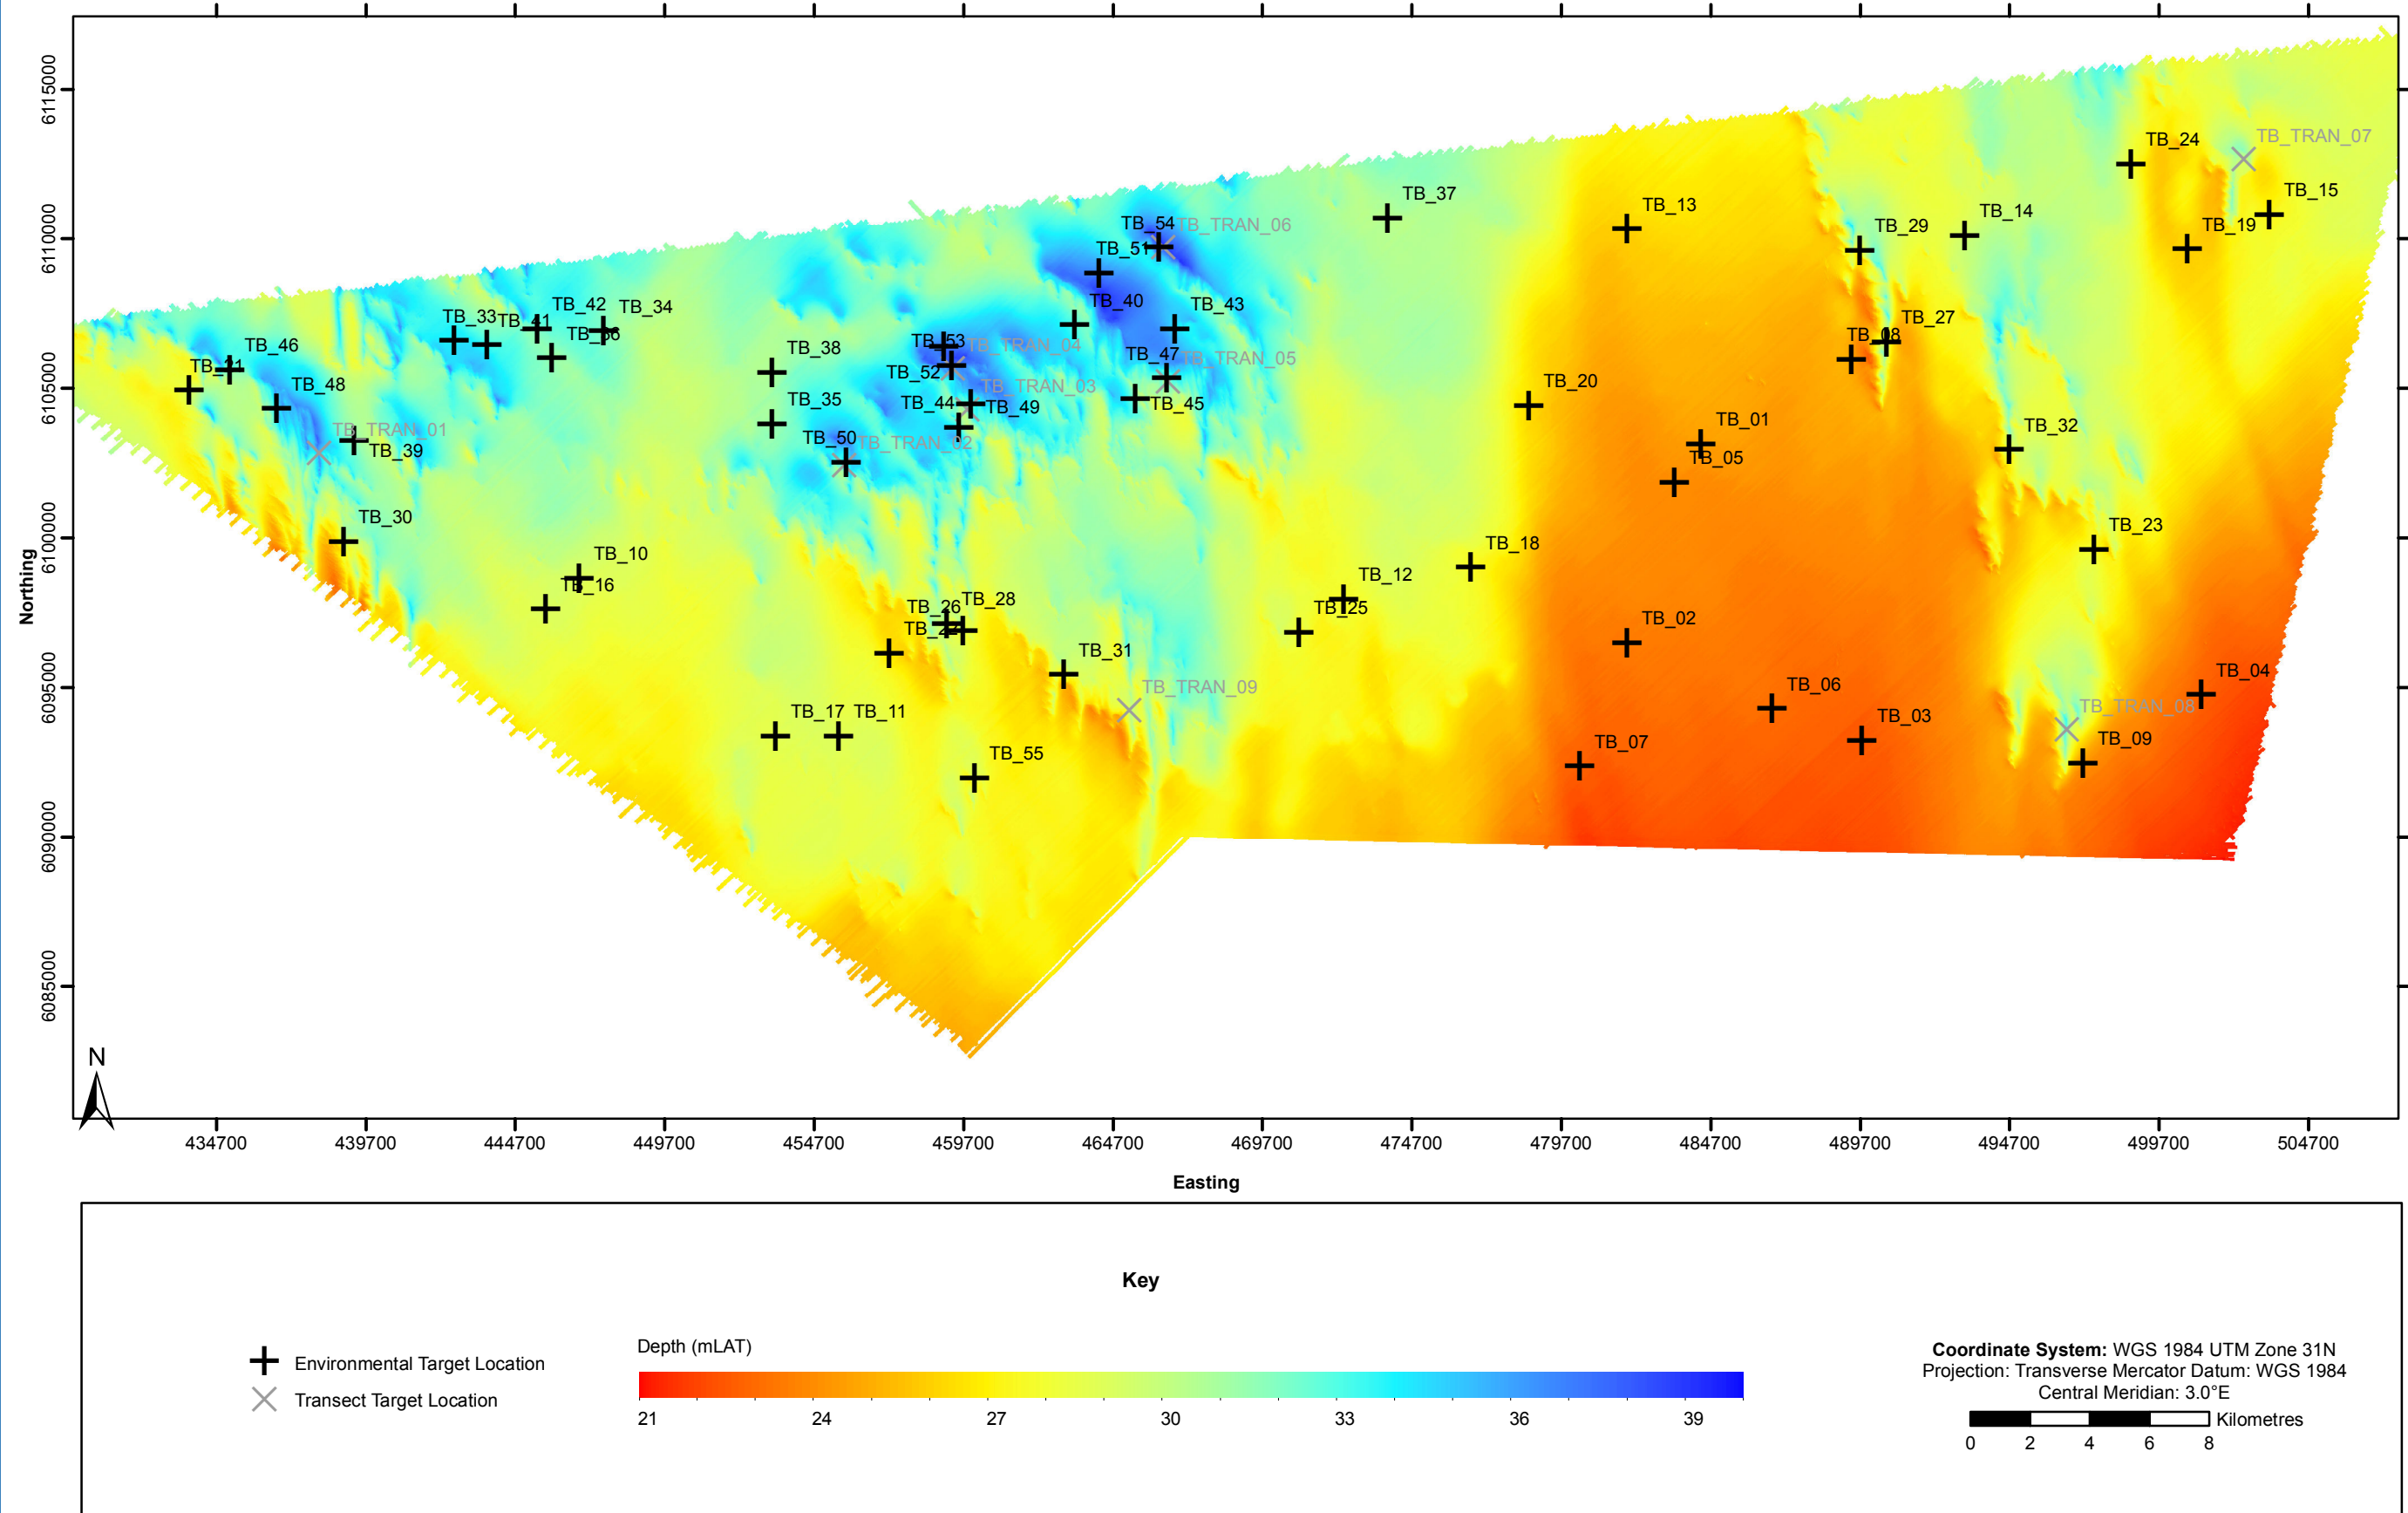 6115000
6110000
6105000
6100000
6095000
6090000
6085000
Northing
TB_24
TB_TRAN_07
TB_15
TB_19
TB_14
TB_29
TB_13
TB_37
TB_54
TB_TRAN_06
TB_51
TB_40
TB_43
TB_42
TB_34
TB_33
TB_41
TB_36
TB_46
TB_48
TB_TRAN_01
TB_39
TB_38
TB_35
TB_53
TB_TRAN_04
TB_52
TB_TRAN_03
TB_44
TB_49
TB_47
TB_TRAN_05
TB_45
TB_50
TB_TRAN_02
TB_27
TB_08
TB_20
TB_01
TB_05
TB_32
TB_23
TB_30
TB_10
TB_16
TB_18
TB_12
TB_25
TB_26
TB_28
TB_31
TB_TRAN_09
TB_02
TB_06
TB_03
TB_07
TB_04
TB_TRAN_08
TB_09
TB_17
TB_11
TB_55
N
434700 439700 444700 449700 454700 459700 464700 469700 474700 479700 484700 489700 494700 499700 504700
Easting
Key
Environmental Target Location
Transect Target Location
Depth (mLAT)
21 24 27 30 33 36 39
Coordinate System: WGS 1984 UTM Zone 31N
Projection: Transverse Mercator Datum: WGS 1984
Central Meridian: 3.0°E
Kilometres
0 2 4 6 8